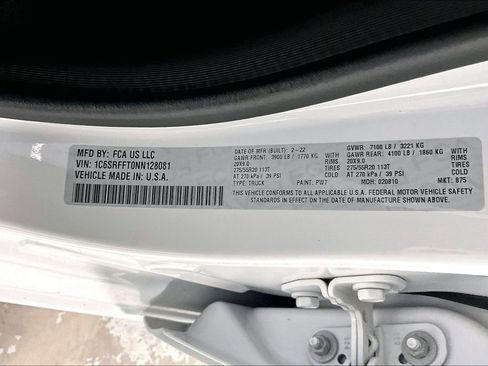 MFD BY: FCA US LLC
VIN: 1C6SRFFT0NN128081
VEHICLE MADE IN: U.S.A.
DATE OF MFR (BUILT): 2-22
GAWR FRONT: 3900 LB / 1770 KG WITH
20X9.0 RIMS
275/55R20 113T TIRES
AT 270 kPa / 39 PSI COLD
TYPE: TRUCK PAINT: PW7
GVWR: 7100 LB / 3221 KG
GAWR REAR: 4100 LB / 1860 KG WITH
20X9.0 RIMS
275/55R20 113T TIRES
AT 270 kPa / 39 PSI COLD
MDH: 020810 MKT: 875
THIS VEHICLE CONFORMS TO ALL APPLICABLE U.S.A. FEDERAL MOTOR VEHICLE SAFETY
STANDARDS IN EFFECT ON THE DATE OF MANUFACTURE SHOWN ABOVE.